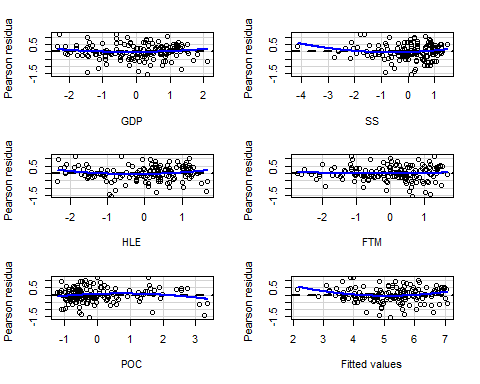 Pearson residua
0.5
-1.5
-2 -1 0 1 2
GDP
Pearson residua
0.5
-1.5
-4 -3 -2 -1 0 1
SS
Pearson residua
0.5
-1.5
-2 -1 0 1
HLE
Pearson residua
0.5
-1.5
-3 -2 -1 0 1
FTM
Pearson residua
0.5
-1.5
-1 0 1 2 3
POC
Pearson residua
0.5
-1.5
2 3 4 5 6 7
Fitted values